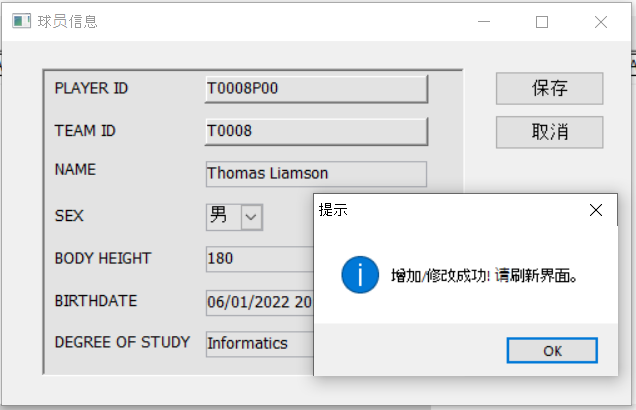 球员信息
PLAYER ID
T0008P00
保存
TEAM ID
T0008
取消
NAME
Thomas Liamson
提示
SEX
男
BODY HEIGHT
180
增加/修改成功! 请刷新界面。
BIRTHDATE
06/01/2022 20
DEGREE OF STUDY
Informatics
OK